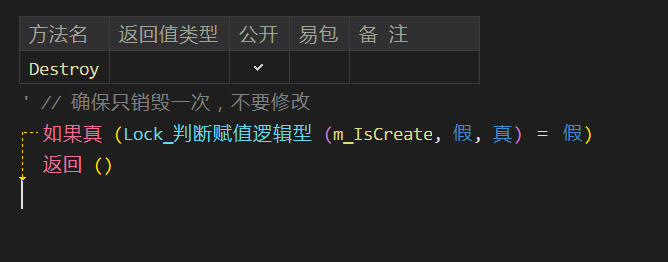 方法名 返回值类型 公开 易包 备 注
Destroy ✓
' // 确保只销毁一次，不要修改
如果真 (Lock_判断赋值逻辑型 (m_IsCreate, 假, 真) = 假)
返回 ()